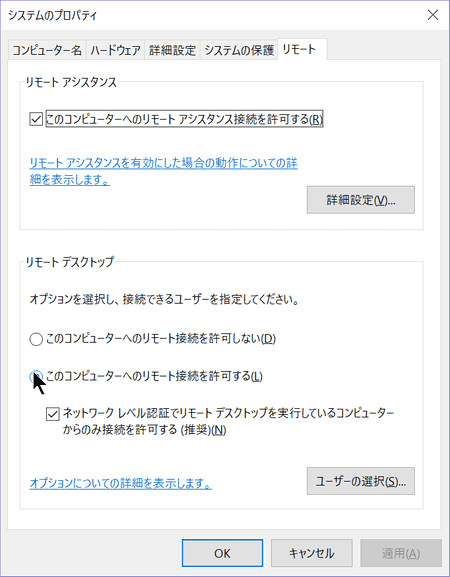 システムのプロパティ
コンピューター名
ハードウェア
詳細設定
システムの保護
リモート
リモート アシスタンス
このコンピューターへのリモート アシスタンス接続を許可する(R)
リモート アシスタンスを有効にした場合の動作についての詳
細を表示します。
詳細設定(V)...
リモート デスクトップ
オプションを選択し、接続できるユーザーを指定してください。
このコンピューターへのリモート接続を許可しない(D)
このコンピューターへのリモート接続を許可する(L)
ネットワーク レベル認証でリモート デスクトップを実行しているコンピューター
からのみ接続を許可する (推奨)(N)
オプションについての詳細を表示します。
ユーザーの選択(S)...
OK
キャンセル
適用(A)